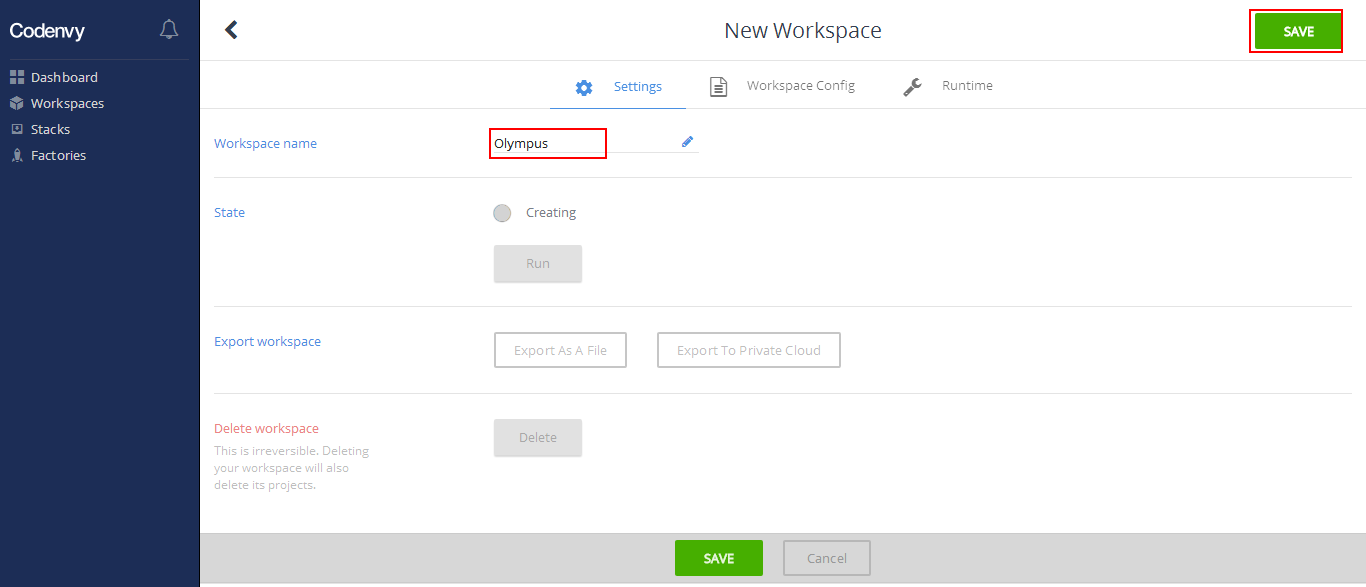 Codenvy
Dashboard
Workspaces
Stacks
Factories
New Workspace
SAVE
Settings
Workspace Config
Runtime
Workspace name
Olympus
State
Creating
Run
Export workspace
Export As A File
Export To Private Cloud
Delete workspace
This is irreversible. Deleting
your workspace will also
delete its projects.
Delete
SAVE
Cancel